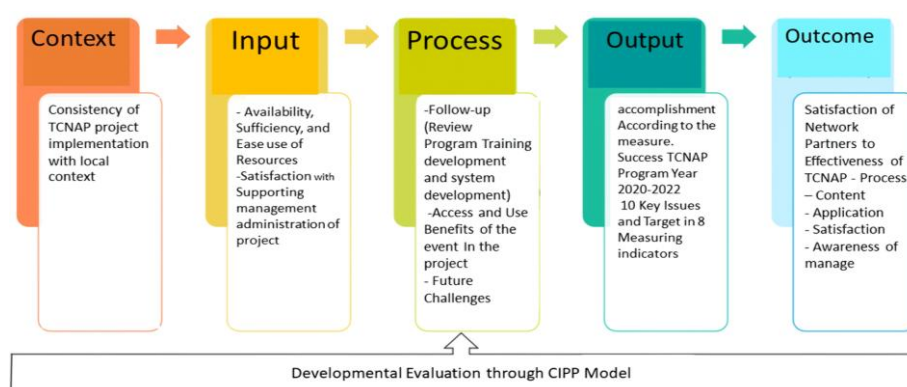 Context
Input
Process
Output
Outcome
Consistency of
TCNAP project
implementation
with local
context
- Availability,
Sufficiency, and
Ease use of
Resources
-Satisfaction with
Supporting
management
administration of
project
-Follow-up
(Review
Program Training
development
and system
development)
-Access and Use
Benefits of the
event In the
project
- Future
Challenges
accomplishment
According to the
measure.
Success TCNAP
Program Year
2020-2022
10 Key Issues
and Target in 8
Measuring
indicators
Satisfaction of
Network
Partners to
Effectiveness of
TCNAP - Process
– Content
- Application
- Satisfaction
- Awareness of
manage
Developmental Evaluation through CIPP Model